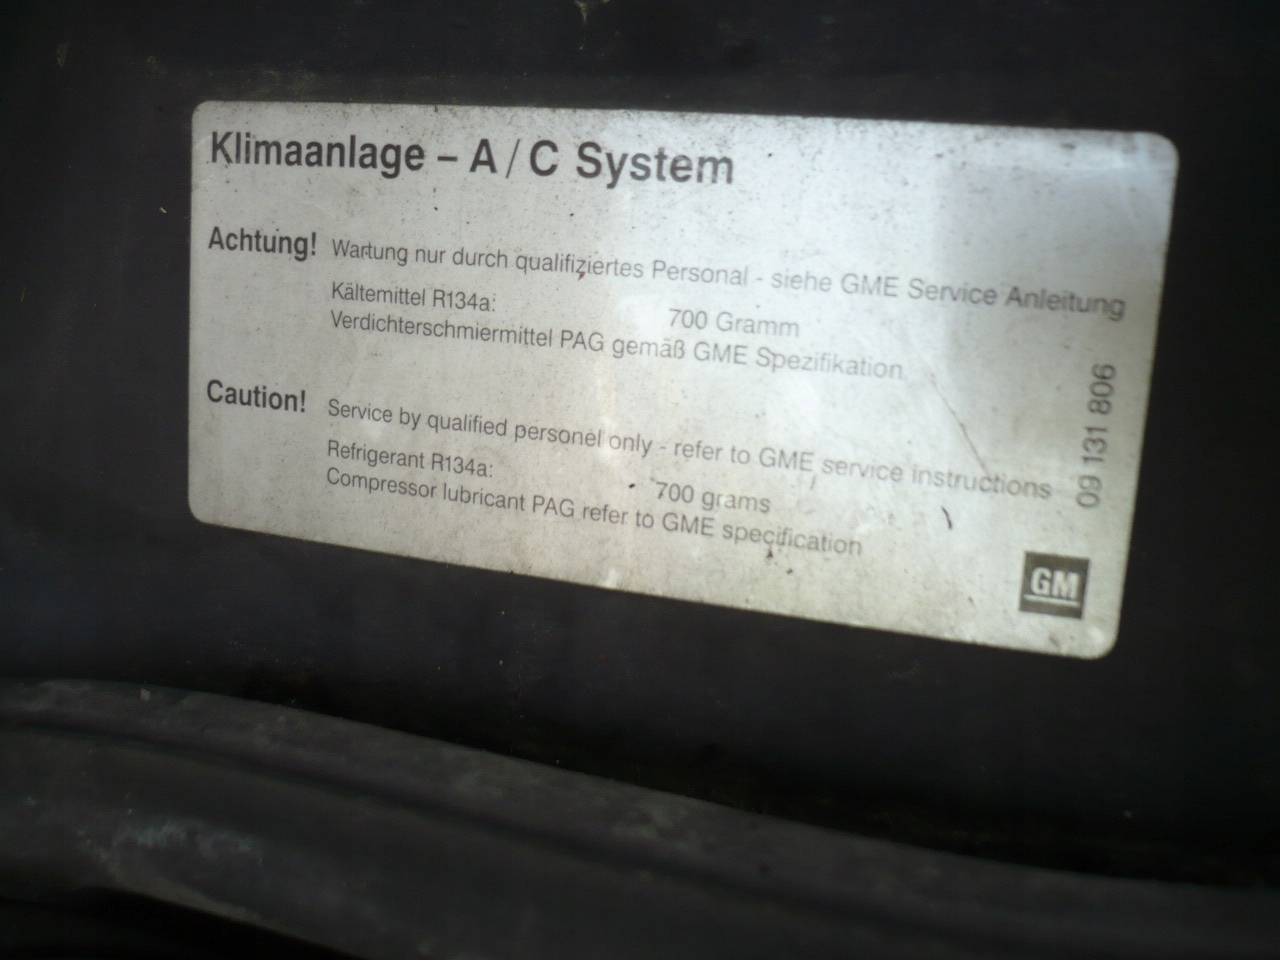 Klimaanlage – A / C System
Achtung! Wartung nur durch qualifiziertes Personal - siehe GME Service Anleitung
Kältemittel R134a: 700 Gramm
Verdichterschmiermittel PAG gemäß GME Spezifikation
Caution! Service by qualified personel only - refer to GME service instructions
Refrigerant R134a: 700 grams
Compressor lubricant PAG refer to GME specification
09 131 806
GM